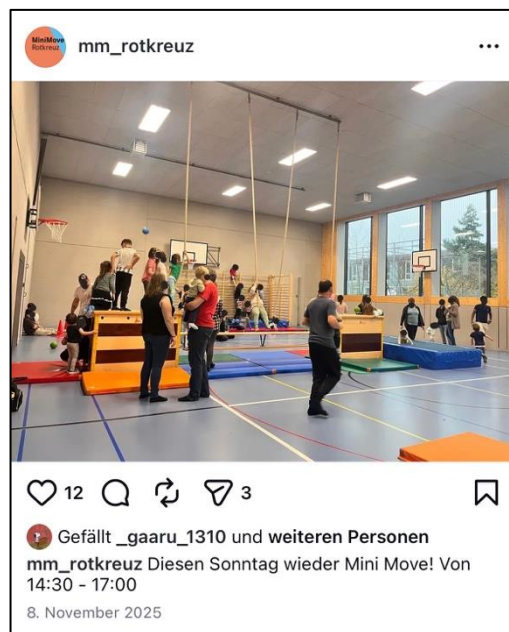 MiniMove
Rotkreuz
mm_rotkreuz
12
3
Gefällt _gaaru_1310 und weiteren Personen
mm_rotkreuz Diesen Sonntag wieder Mini Move! Von
14:30 - 17:00
8. November 2025